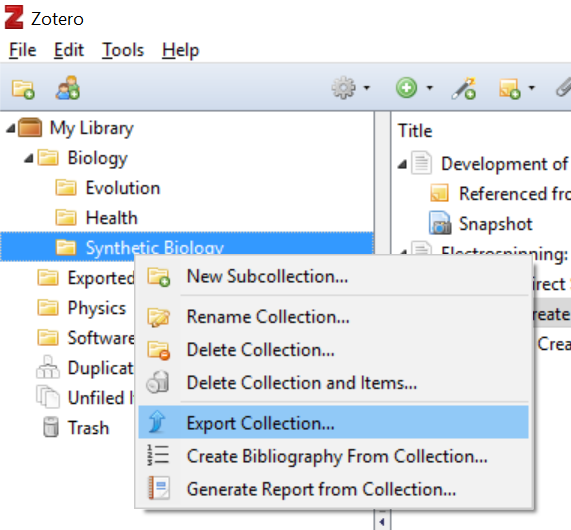 Zotero
File Edit Tools Help
My Library
Biology
Evolution
Health
Synthetic Biology
Exported
Physics
Software
Duplicat
Unfiled I
Trash
New Subcollection...
Rename Collection...
Delete Collection...
Delete Collection and Items...
Export Collection...
Create Bibliography From Collection...
Generate Report from Collection...
Title
Development of
Referenced fro
Snapshot
Electrospinning:
irect
reate
Crea